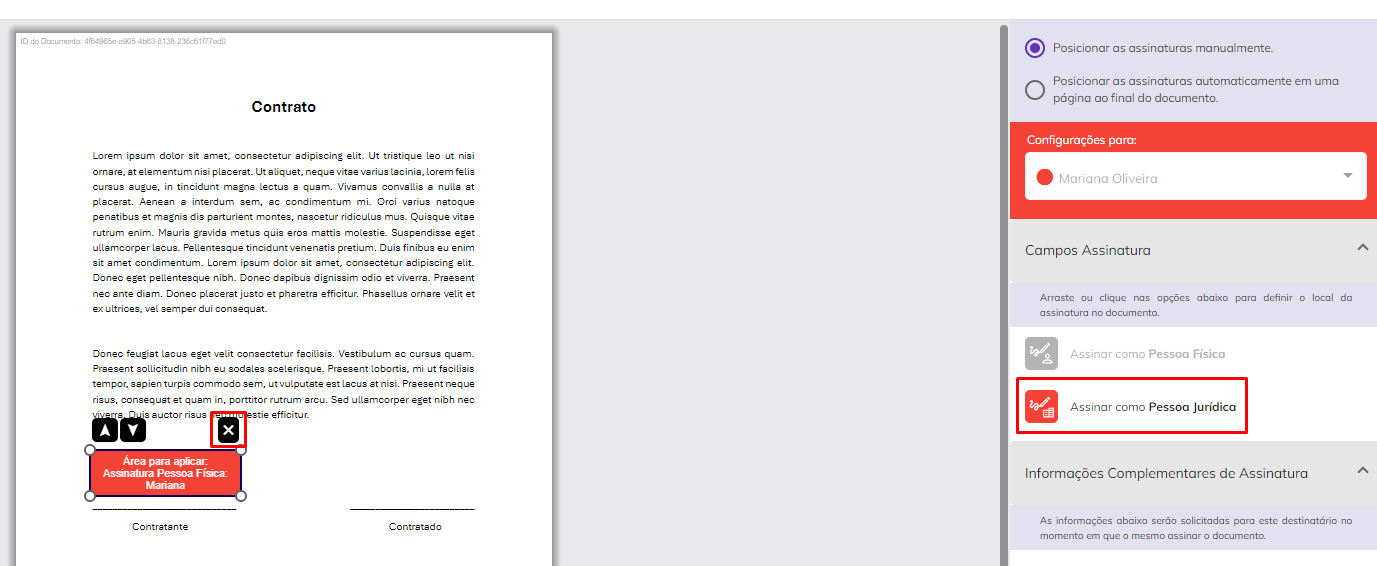 ID do Documento: 4f64965e-a905-4b63-8138-236c61f77ed0
Contrato
Lorem ipsum dolor sit amet, consectetur adipiscing elit. Ut tristique leo ut nisi
ornare, at elementum nisi placerat. Ut aliquet, neque vitae varius lacinia, lorem felis
cursus augue, in tincidunt magna lectus a quam. Vivamus convallis a nulla at
placerat. Aenean a interdum sem, ac condimentum mi. Orci varius natoque
penatibus et magnis dis parturient montes, nascetur ridiculus mus. Quisque vitae
rutrum enim. Mauris gravida metus quis eros mattis molestie. Suspendisse eget
ullamcorper lacus. Pellentesque tincidunt venenatis pretium. Duis finibus eu enim
sit amet condimentum. Lorem ipsum dolor sit amet, consectetur adipiscing elit.
Donec eget pellentesque nibh. Donec dapibus dignissim odio et viverra. Praesent
nec ante diam. Donec placerat justo et pharetra efficitur. Phasellus ornare velit et
ex ultrices, vel semper dui consequat.
Donec feugiat lacus eget velit consectetur facilisis. Vestibulum ac cursus quam.
Praesent sollicitudin nibh eu sodales scelerisque. Praesent lobortis, mi ut facilisis
tempor, sapien turpis commodo sem, ut vulputate est lacus at nisi. Praesent neque
risus, consequat et quam in, porttitor rutrum arcu. Sed ullamcorper eget nibh nec
viverra. Duis auctor risus efficitur.
Área para aplicar:
Assinatura Pessoa Física:
Mariana
Contratante
Contratado
Posicionar as assinaturas manualmente.
Posicionar as assinaturas automaticamente em uma
página ao final do documento.
Configurações para:
Mariana Oliveira
Campos Assinatura
Arraste ou clique nas opções abaixo para definir o local da
assinatura no documento.
Assinar como Pessoa Física
Assinar como Pessoa Jurídica
Informações Complementares de Assinatura
As informações abaixo serão solicitadas para este destinatário no
momento em que o mesmo assinar o documento.